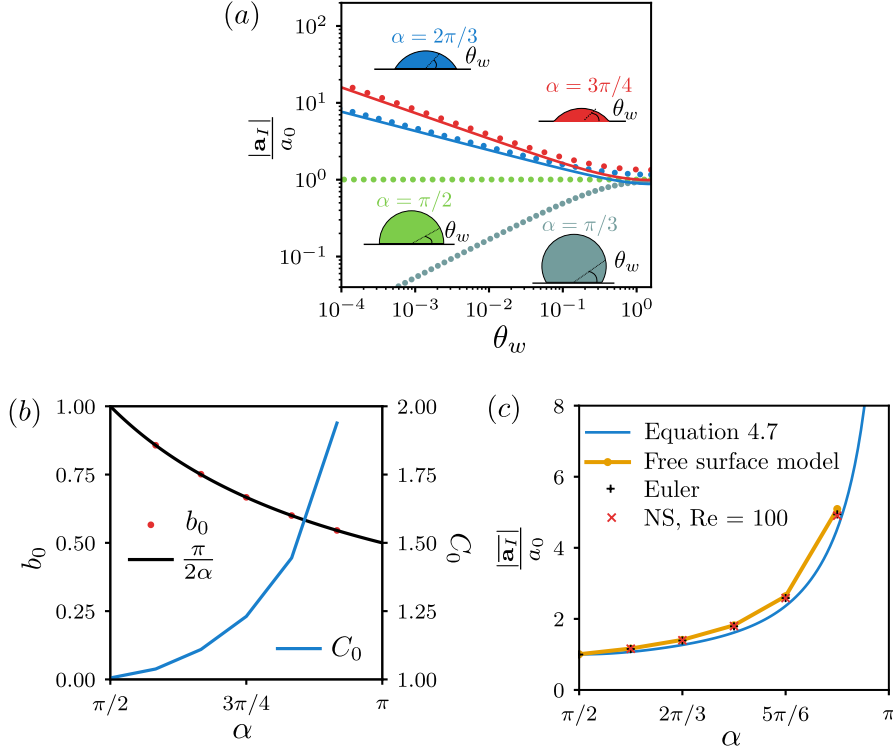 (a)
|a_I|
a_0
10^2
10^1
10^0
10^−1
α = 2π/3
θ_w
α = 3π/4
θ_w
α = π/2
θ_w
α = π/3
θ_w
10^−4 10^−3 10^−2 10^−1 10^0
θ_w
(b)
b_0
1.00
0.75
0.50
0.25
0.00
b_0
π
2α
C_0
2.00
1.75
1.50
1.25
1.00
C_0
π/2 3π/4 π
α
(c)
|a_I|
a_0
8
6
4
2
0
Equation 4.7
Free surface model
Euler
NS, Re = 100
π/2 2π/3 5π/6 π
α